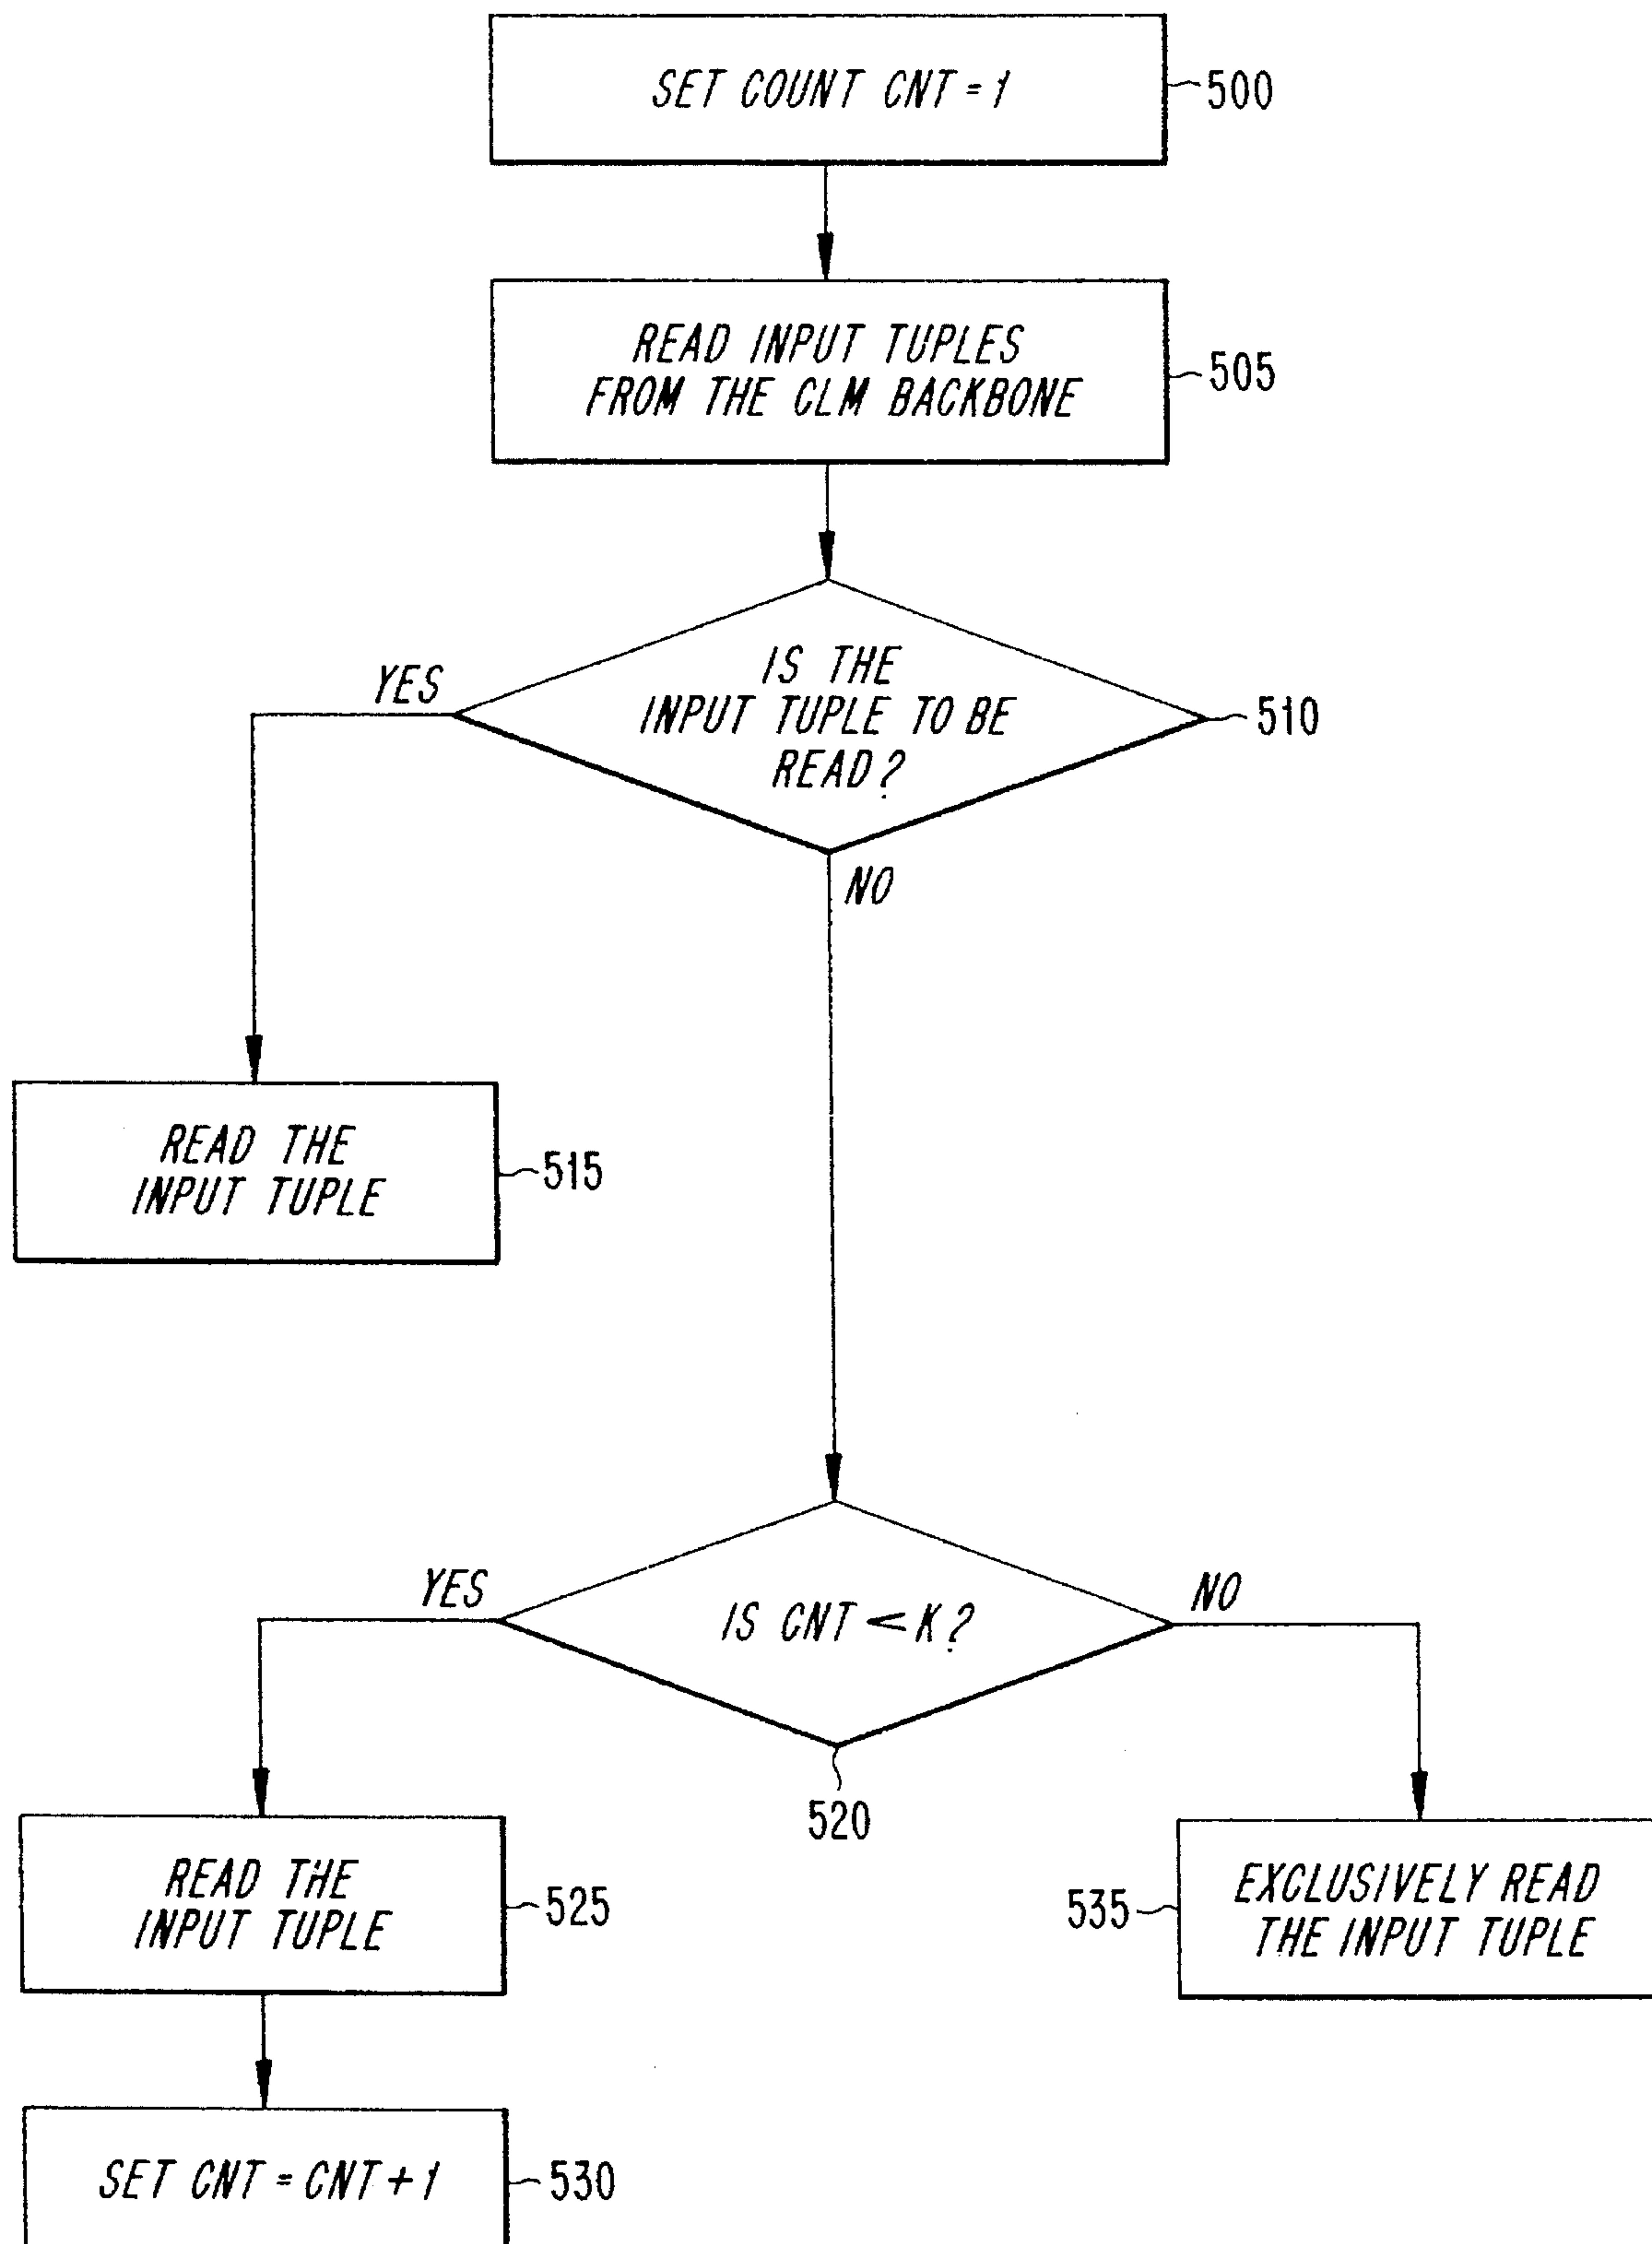 SET COUNT CNT = 1
500
READ INPUT TUPLES
FROM THE CLM BACKBONE
505
YES
IS THE
INPUT TUPLE TO BE
READ?
510
NO
READ THE
INPUT TUPLE
515
YES
IS CNT < K?
NO
520
READ THE
INPUT TUPLE
525
535
EXCLUSIVELY READ
THE INPUT TUPLE
SET CNT = CNT + 1
530